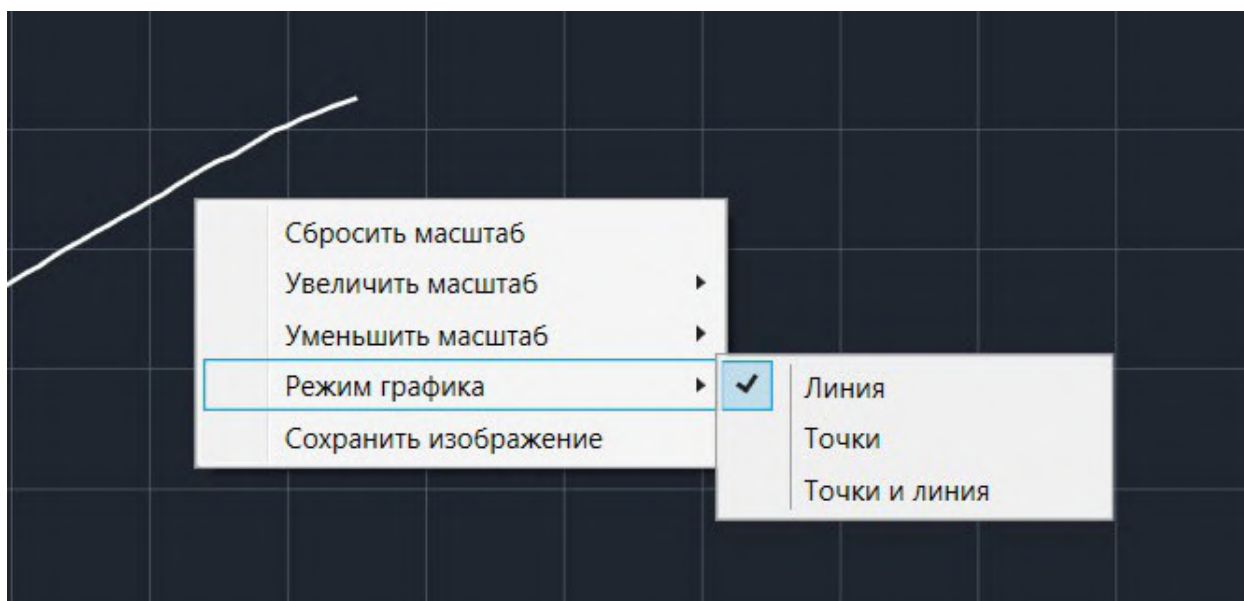 Сбросить масштаб
Увеличить масштаб
Уменьшить масштаб
Режим графика
Сохранить изображение
Линия
Точки
Точки и линия